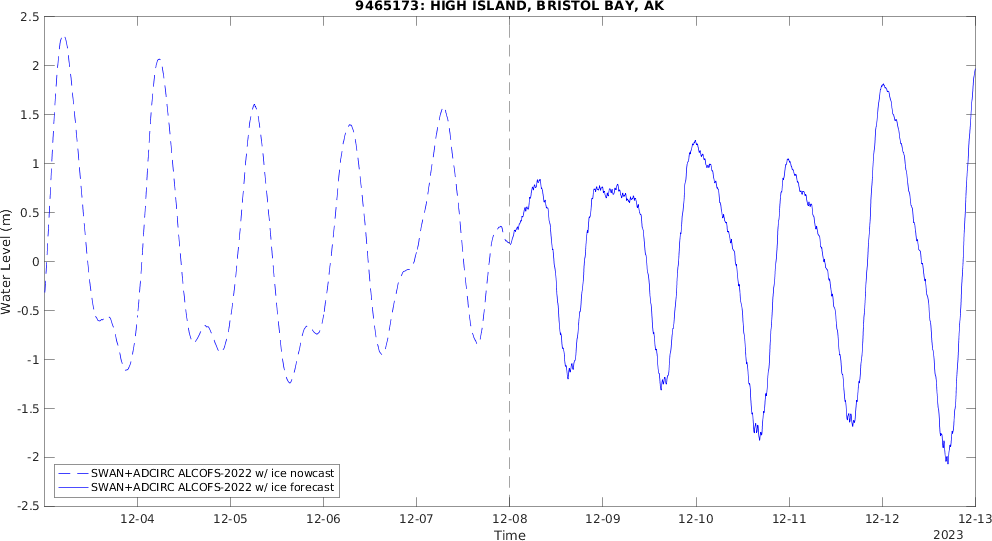 9465173: HIGH ISLAND, BRISTOL BAY, AK
Water Level (m)
2.5
2
1.5
1
0.5
0
-0.5
-1
-1.5
-2
-2.5
SWAN+ADCIRC ALCOFS-2022 w/ ice nowcast
SWAN+ADCIRC ALCOFS-2022 w/ ice forecast
12-04 12-05 12-06 12-07 12-08 12-09 12-10 12-11 12-12 12-13
Time
2023